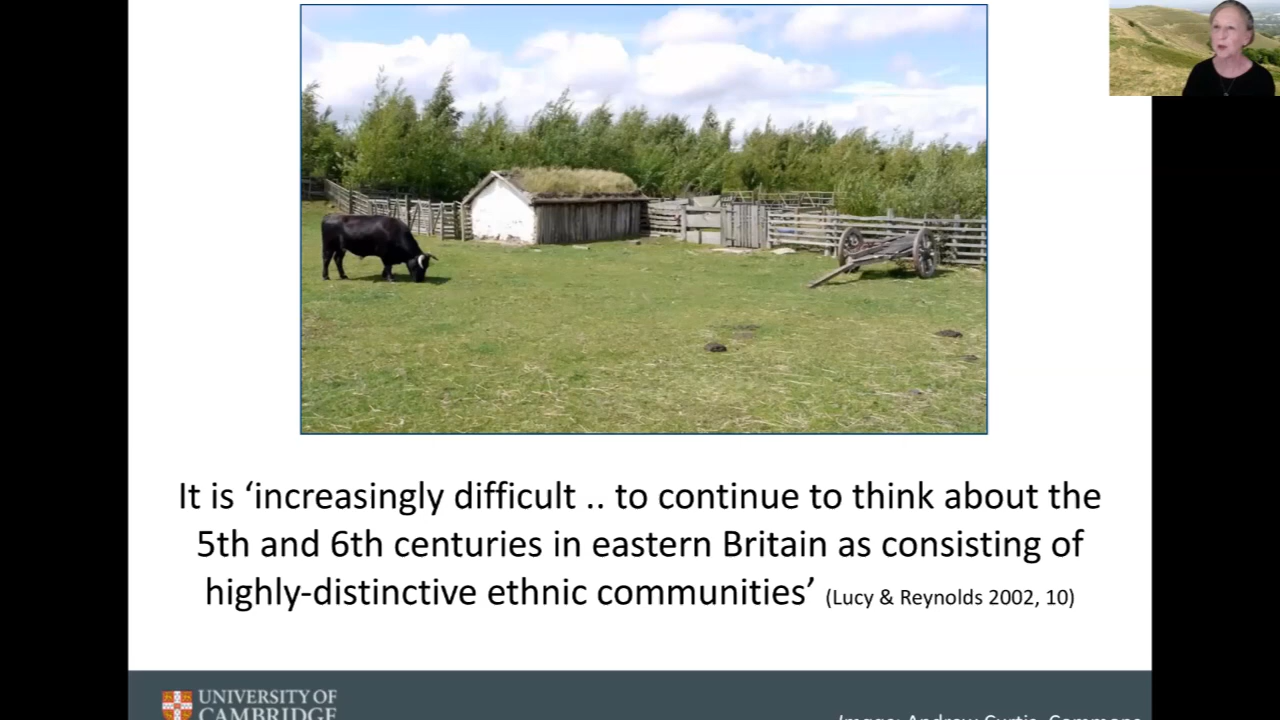 It is ‘increasingly difficult .. to continue to think about the
5th and 6th centuries in eastern Britain as consisting of
highly-distinctive ethnic communities’ (Lucy & Reynolds 2002, 10)
UNIVERSITY OF
CAMBRIDGE
Image: Andrew Curtis, Commons